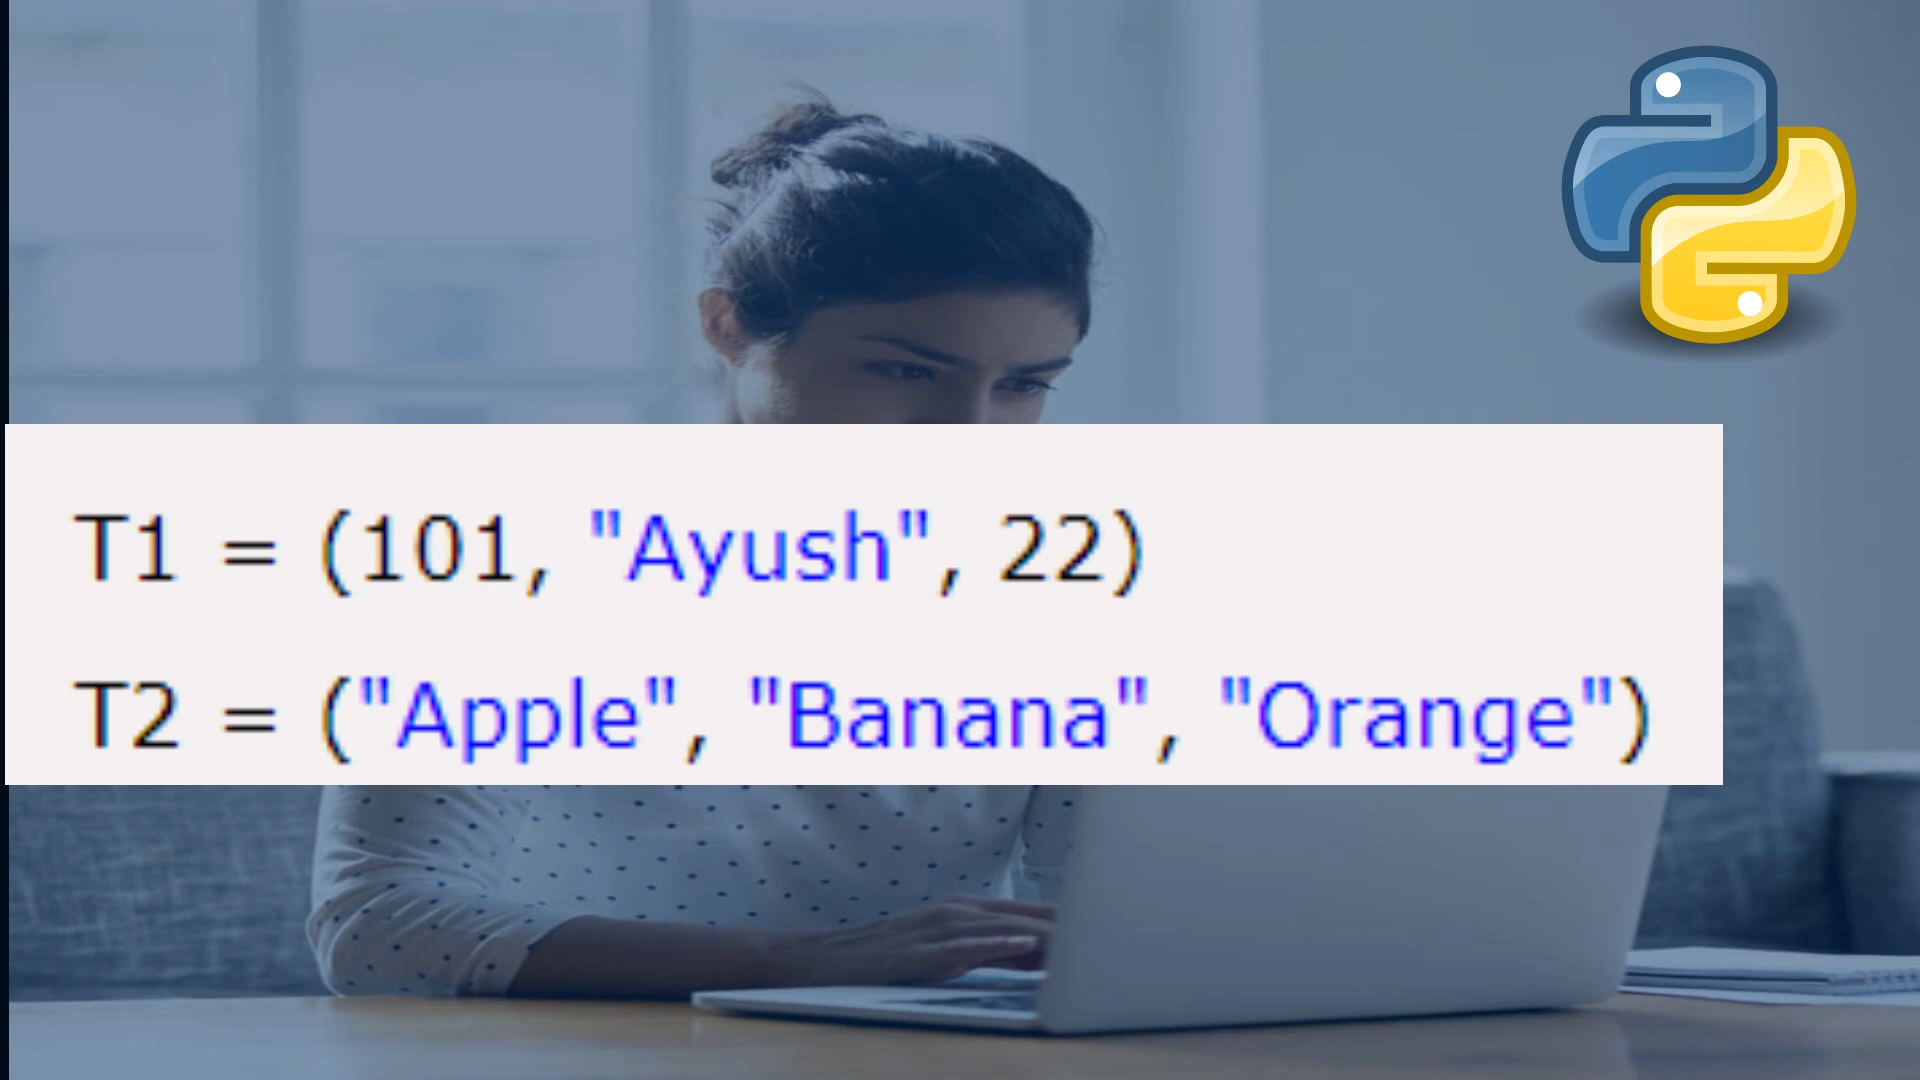 T1 = (101, "Ayush", 22)
T2 = ("Apple", "Banana", "Orange")